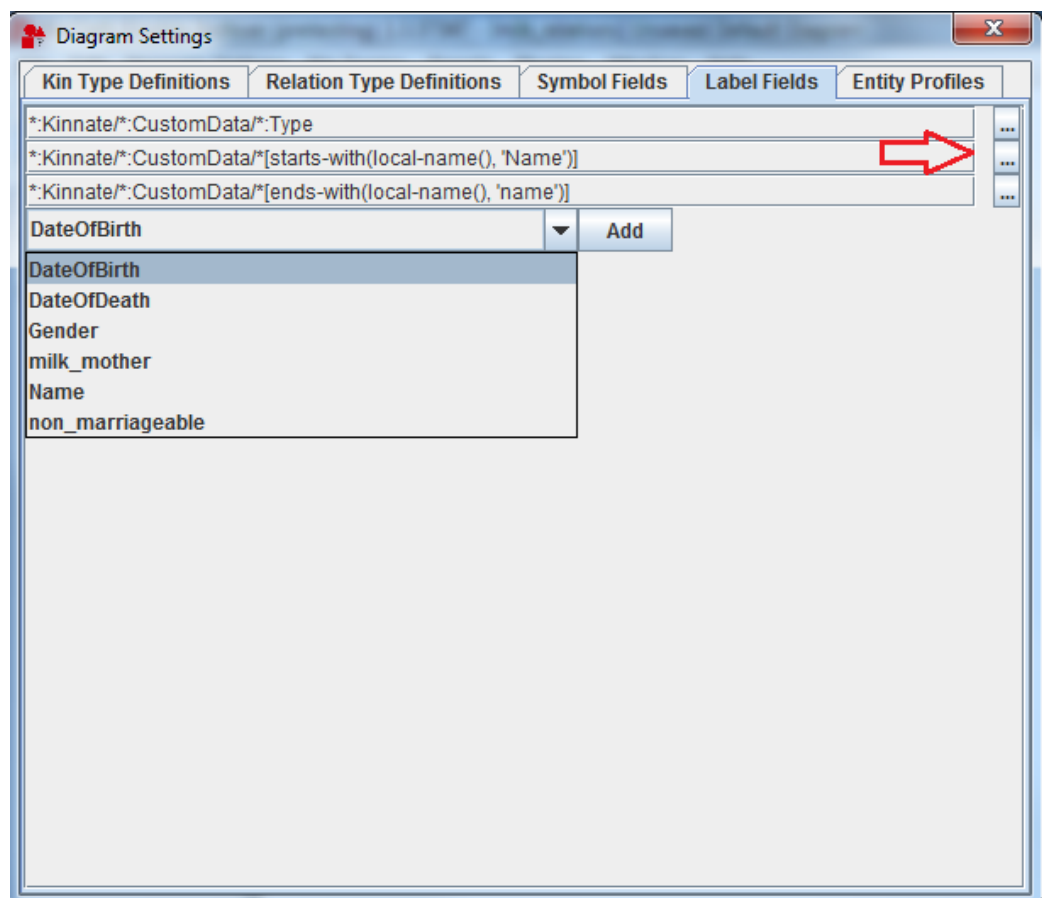 Diagram Settings
Kin Type Definitions Relation Type Definitions Symbol Fields Label Fields Entity Profiles
*:Kinnate/*:CustomData/*:Type ...
*:Kinnate/*:CustomData/*[starts-with(local-name(), 'Name')] ...
*:Kinnate/*:CustomData/*[ends-with(local-name(), 'name')] ...
DateOfBirth Add
DateOfBirth
DateOfDeath
Gender
milk_mother
Name
non_marriageable